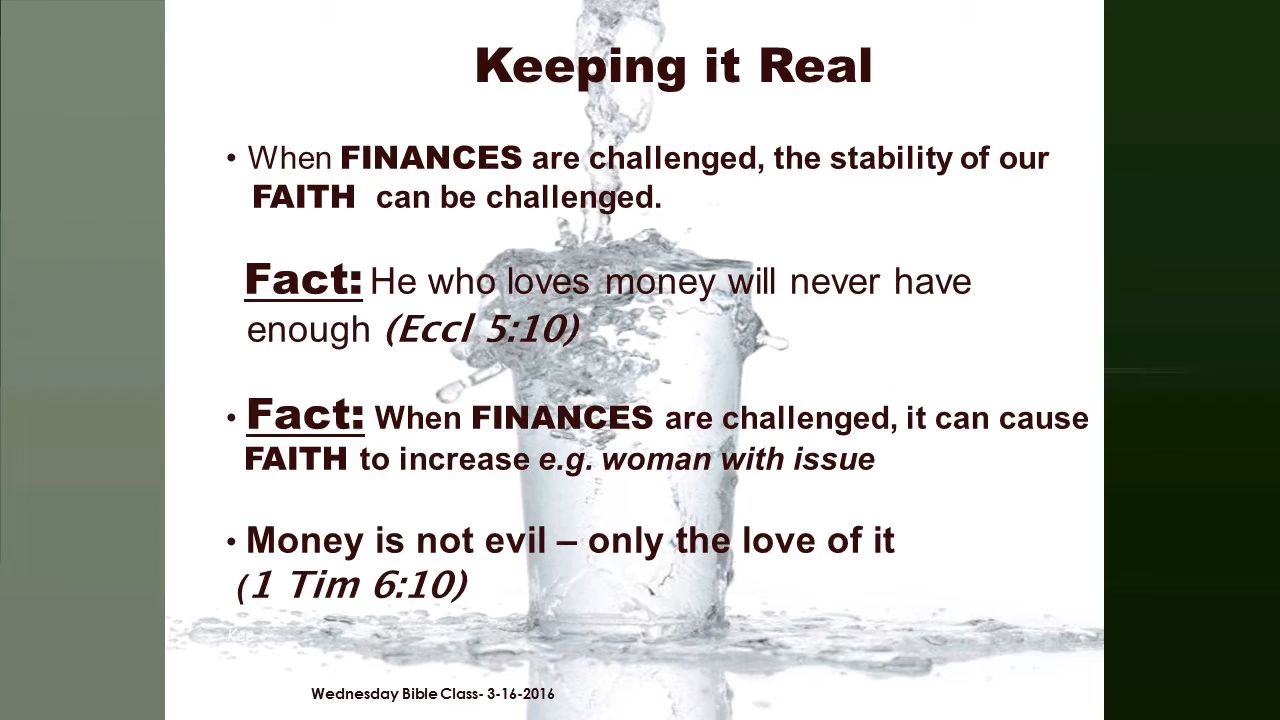 Keeping it Real
• When FINANCES are challenged, the stability of our
FAITH can be challenged.
Fact: He who loves money will never have
enough (Eccl 5:10)
• Fact: When FINANCES are challenged, it can cause
FAITH to increase e.g. woman with issue
• Money is not evil – only the love of it
(1 Tim 6:10)
Kee
Wednesday Bible Class- 3-16-2016